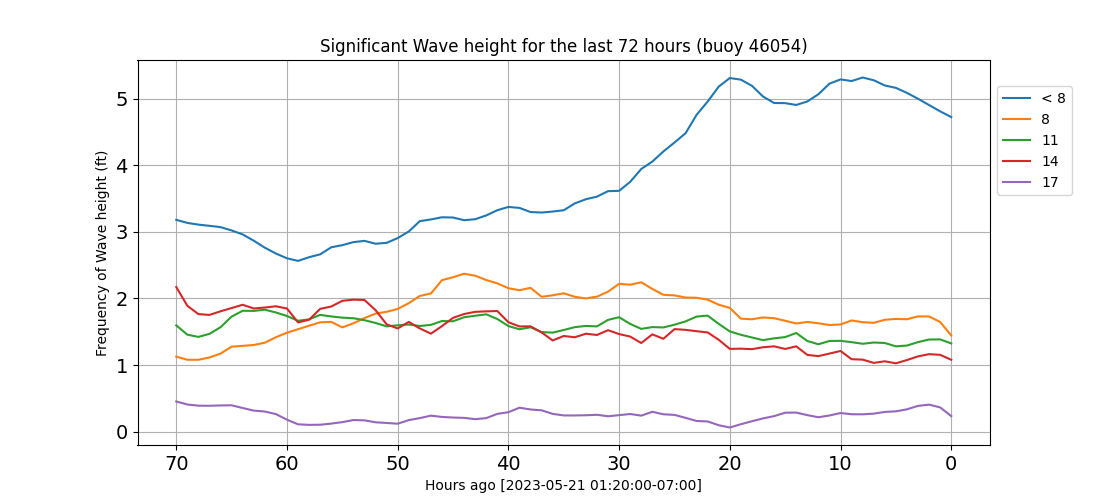 Significant Wave height for the last 72 hours (buoy 46054)
Frequency of Wave height (ft)
5
4
3
2
1
0
70 60 50 40 30 20 10 0
Hours ago [2023-05-21 01:20:00-07:00]
< 8
8
11
14
17